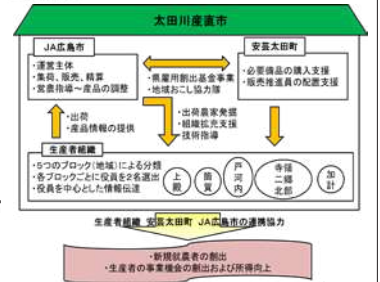 太田川産直市
JA広島市
・運営主体
・集荷、販売、精算
・営農指導～産品の調整
・県雇用創出基金事業
・地域おこし協力隊
安芸太田町
・必要備品の購入支援
・販売推進員の配置支援
・出荷
・産品情報の提供
・出荷農家発掘
・組織拡充支援
・技術指導
生産者組織
・5つのブロック(地域)による分類
・各ブロックごとに役員を2名選出
・役員を中心とした情報伝達
上殿
筒賀
戸河内
寺領
二郷
北部
加計
生産者組織 安芸太田町 JA広島市の連携協力
・新規就農者の創出
・生産者の事業機会の創出および所得向上